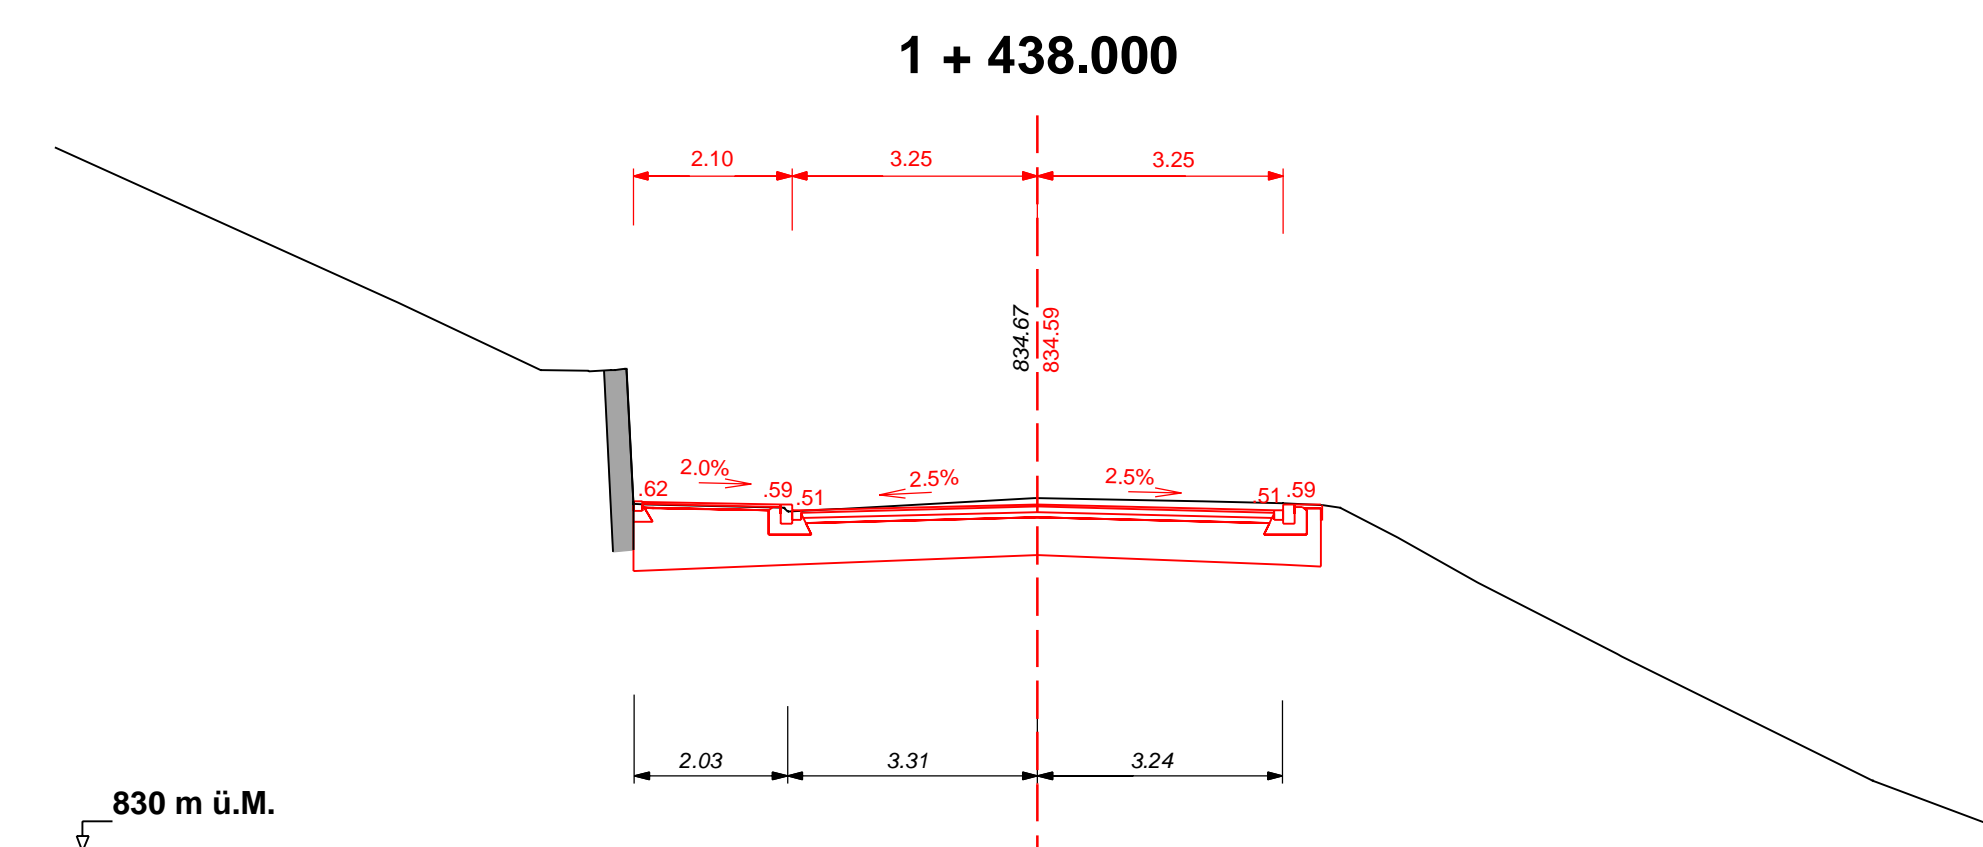 1 + 438.000
2.10 3.25 3.25
834.67 834.59
2.0% 2.5% 2.5%
.62 .59 .51 .51 .59
2.03 3.31 3.24
830 m ü.M.